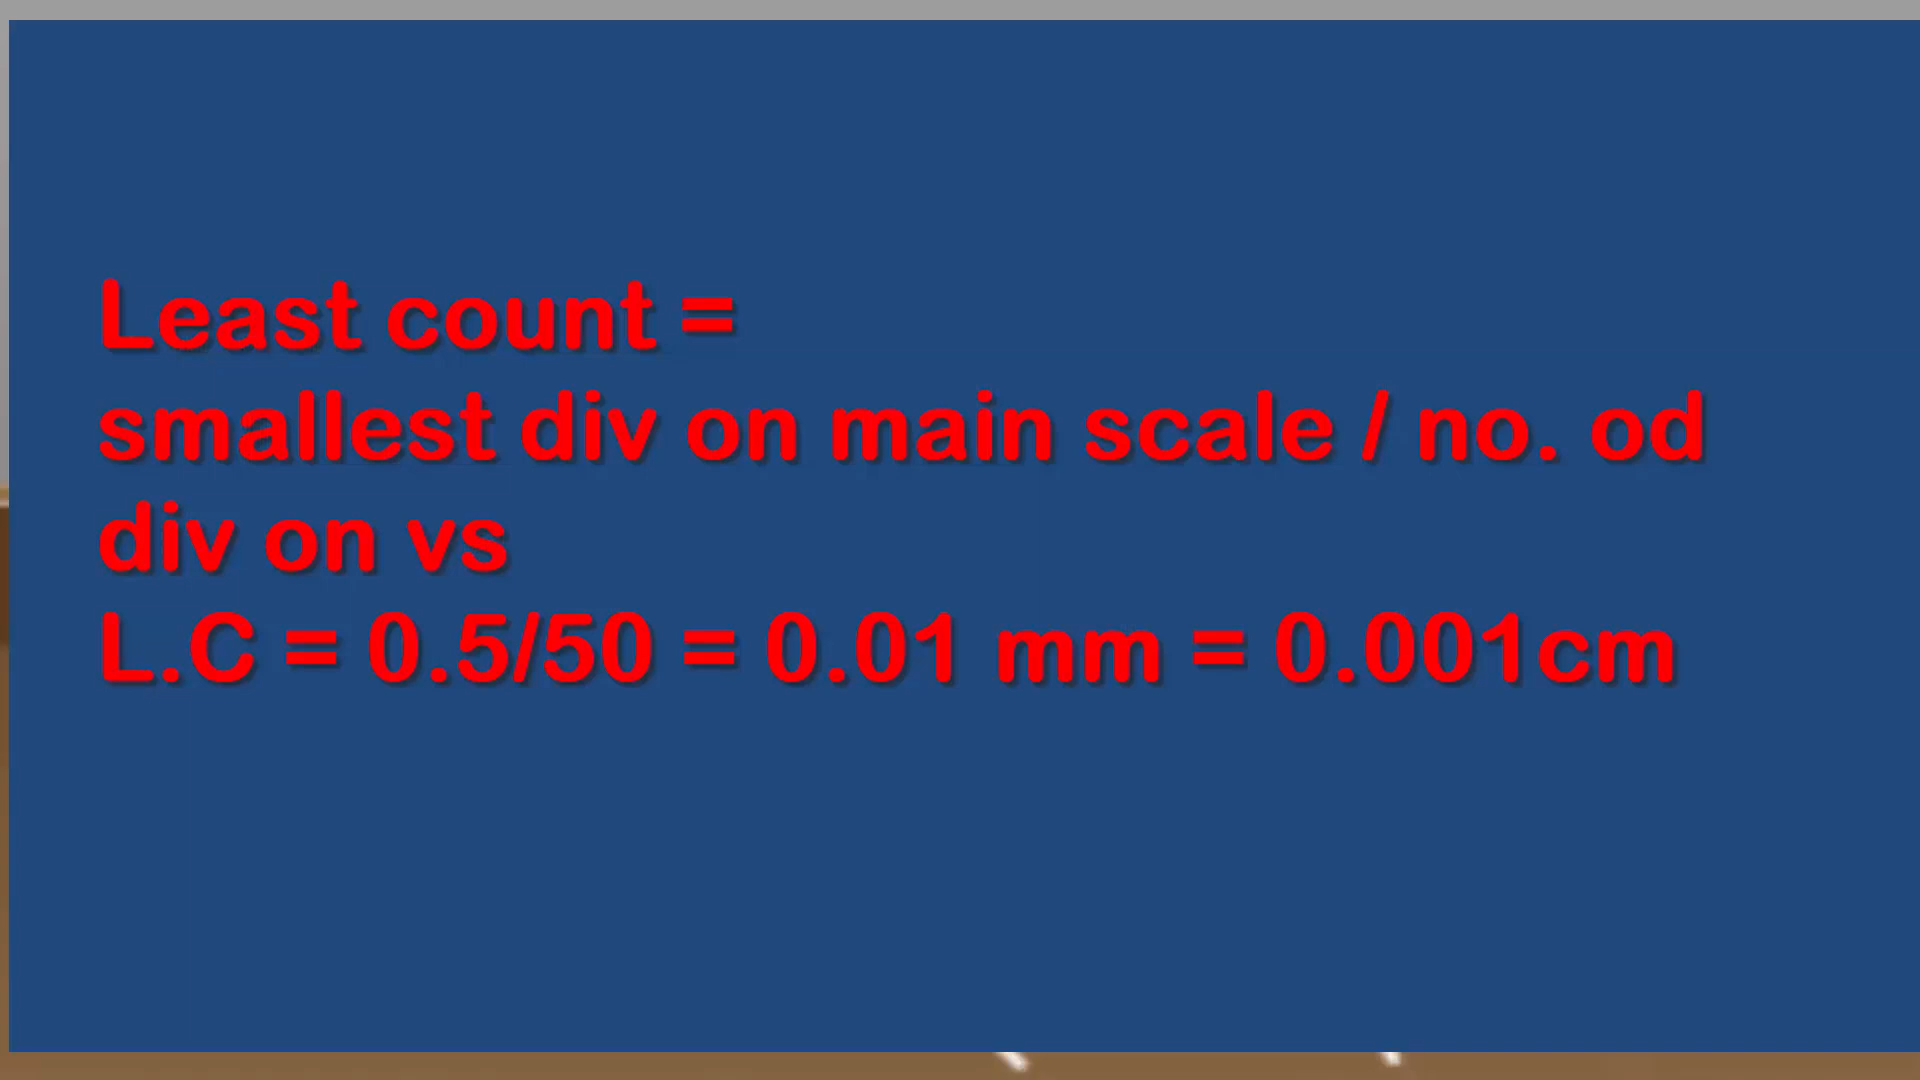 Least count =
smallest div on main scale / no. od
div on vs
L.C = 0.5/50 = 0.01 mm = 0.001cm